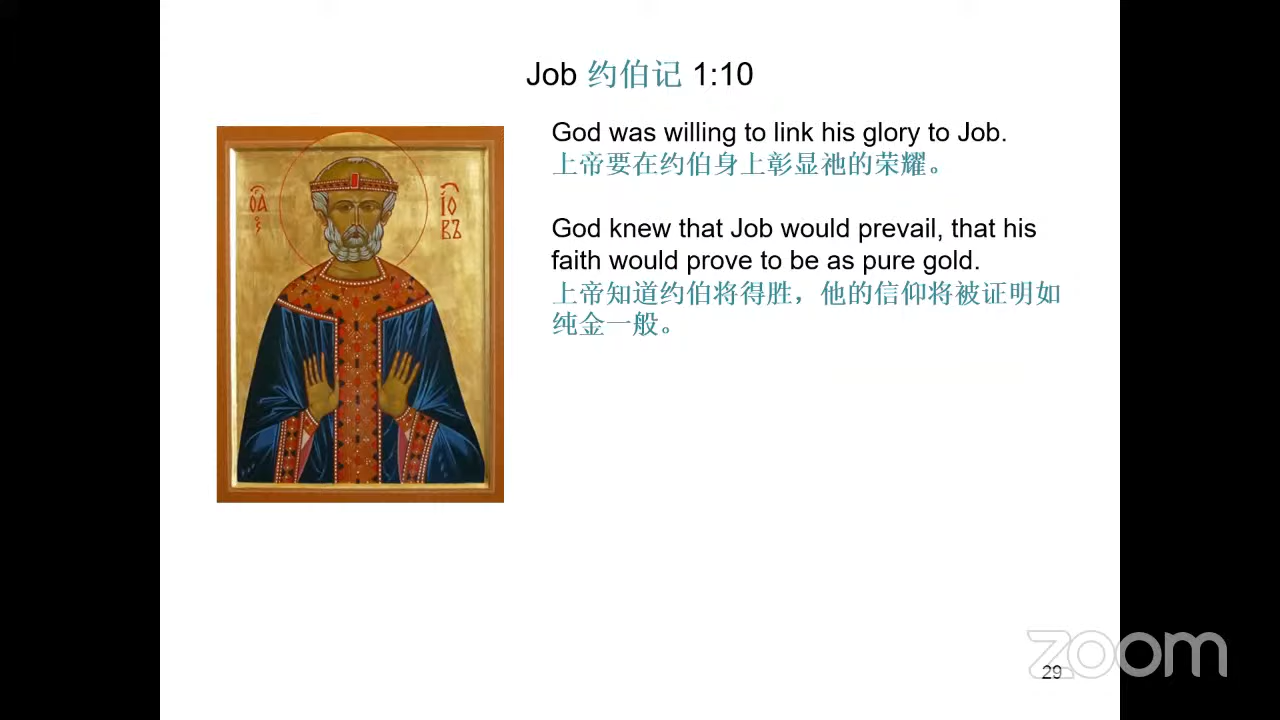 Job 约伯记 1:10
God was willing to link his glory to Job.
上帝要在约伯身上彰显祂的荣耀。
God knew that Job would prevail, that his
faith would prove to be as pure gold.
上帝知道约伯将得胜，他的信仰将被证明如
纯金一般。
ІОВЪ
zoom
29